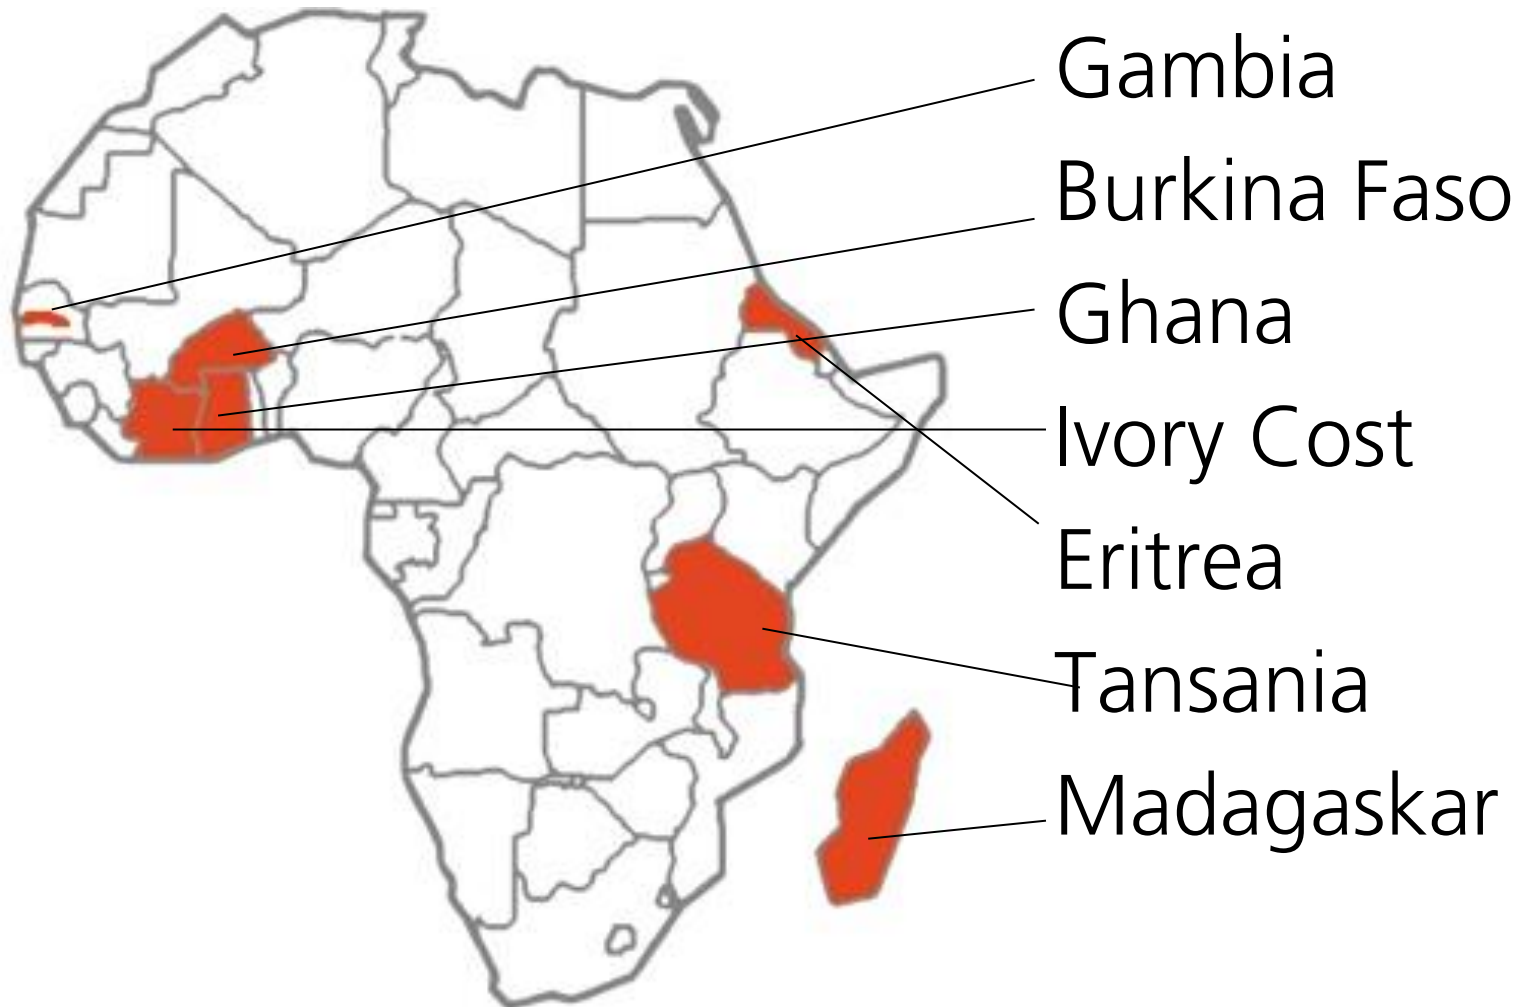 Gambia
Burkina Faso
Ghana
Ivory Cost
Eritrea
Tansania
Madagaskar